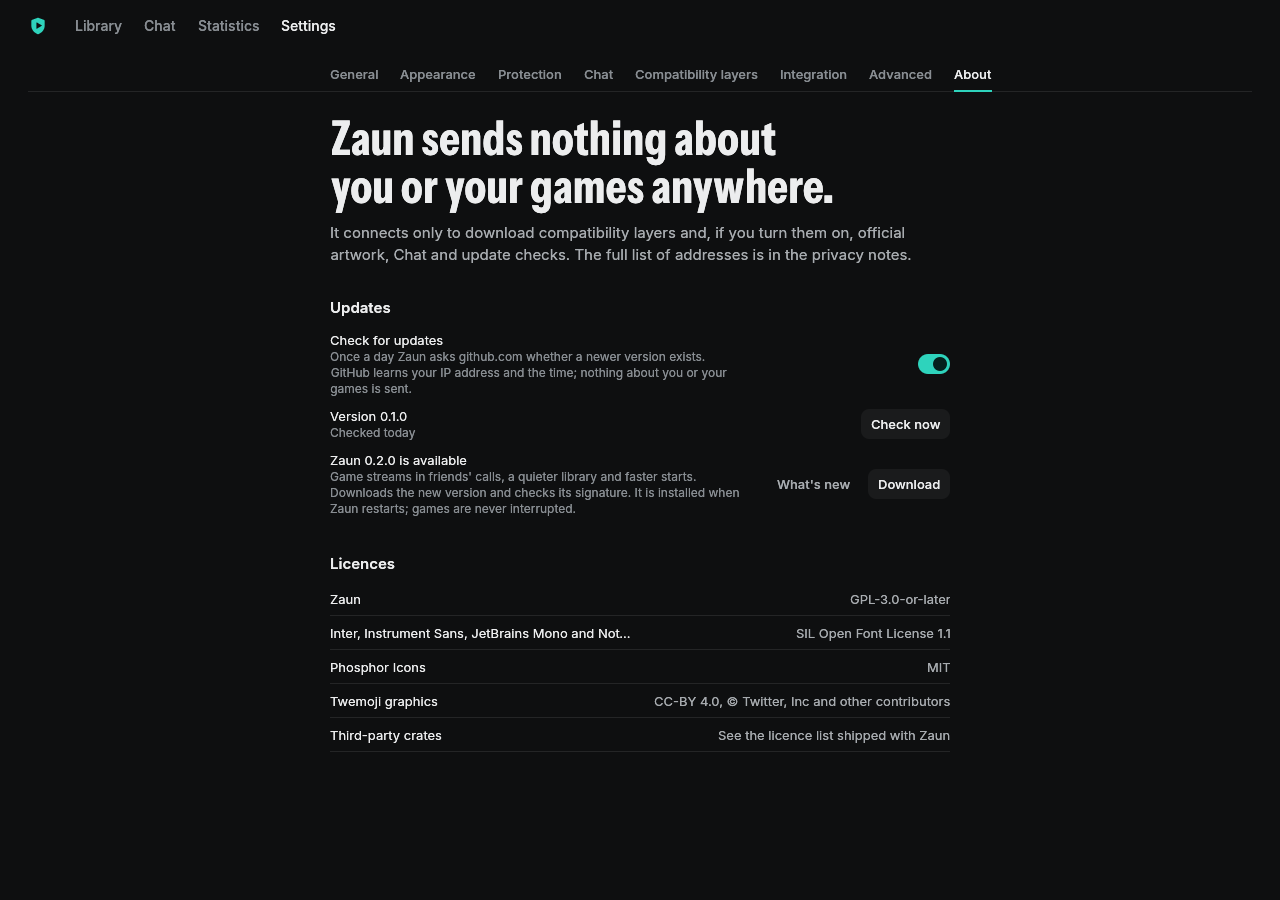 Library Chat Statistics Settings
General Appearance Protection Chat Compatibility layers Integration Advanced About
Zaun sends nothing about
you or your games anywhere.
It connects only to download compatibility layers and, if you turn them on, official
artwork, Chat and update checks. The full list of addresses is in the privacy notes.
Updates
Check for updates
Once a day Zaun asks github.com whether a newer version exists.
GitHub learns your IP address and the time; nothing about you or your
games is sent.
Version 0.1.0
Checked today
Check now
Zaun 0.2.0 is available
Game streams in friends' calls, a quieter library and faster starts.
Downloads the new version and checks its signature. It is installed when
Zaun restarts; games are never interrupted.
What's new Download
Licences
Zaun GPL-3.0-or-later
Inter, Instrument Sans, JetBrains Mono and Not... SIL Open Font License 1.1
Phosphor Icons MIT
Twemoji graphics CC-BY 4.0, © Twitter, Inc and other contributors
Third-party crates See the licence list shipped with Zaun